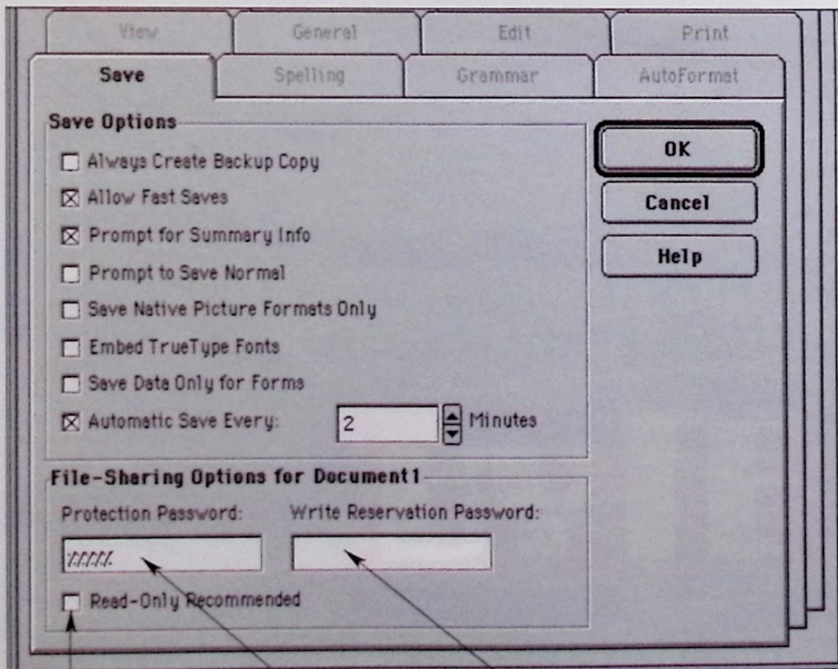 View General Edit Print
Save Spelling Grammar AutoFormat
Save Options
Always Create Backup Copy
Allow Fast Saves
Prompt for Summary Info
Prompt to Save Normal
Save Native Picture Formats Only
Embed TrueType Fonts
Save Data Only for Forms
Automatic Save Every: 2 Minutes
OK
Cancel
Help
File-Sharing Options for Document1
Protection Password: Write Reservation Password:
Read-Only Recommended